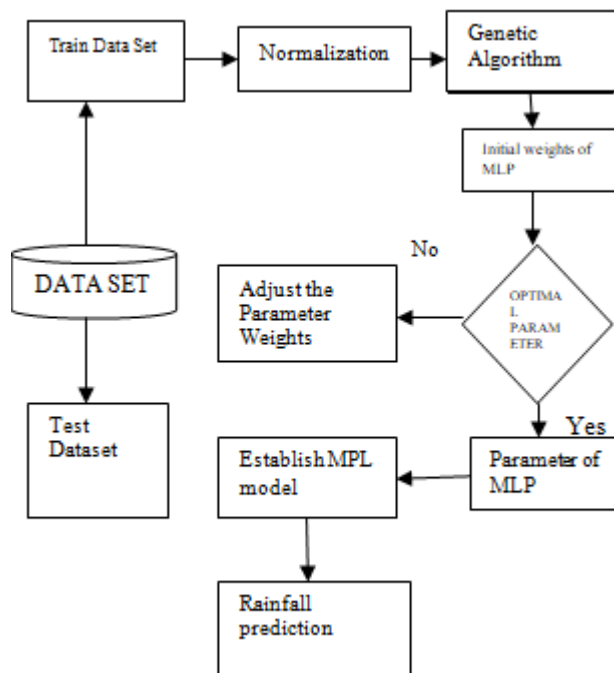 Train Data Set
Normalization
Genetic
Algorithm
Initial weights of
MLP
No
DATA SET
Adjust the
Parameter
Weights
OPTIMA
L
PARAM
ETER
Yes
Test
Dataset
Establish MPL
model
Parameter of
MLP
Rainfall
prediction